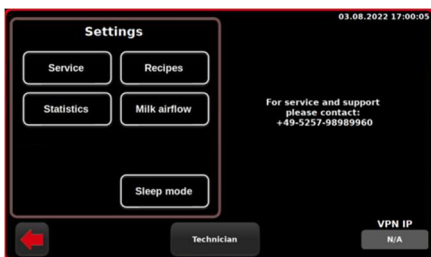 03.08.2022 17:00:05
Settings
Service
Recipes
Statistics
Milk airflow
Sleep mode
For service and support
please contact:
+49-5257-98989960
Technician
VPN IP
N/A